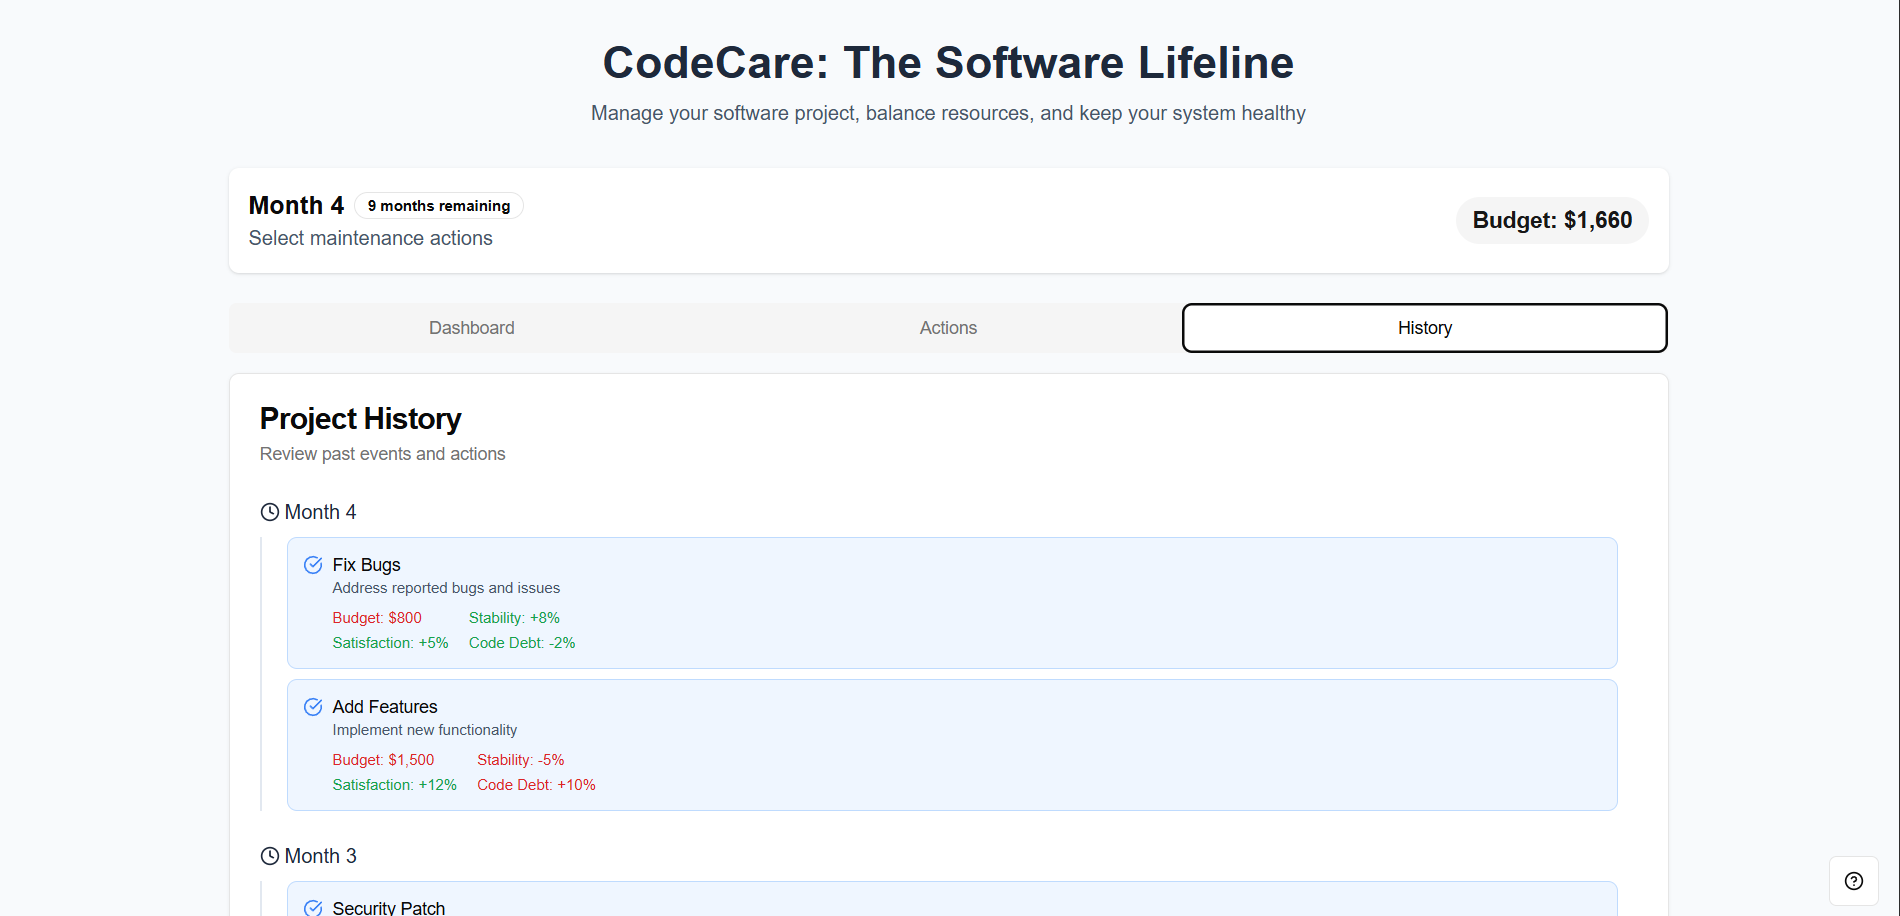 CodeCare: The Software Lifeline
Manage your software project, balance resources, and keep your system healthy
Month 4 9 months remaining
Select maintenance actions
Budget: $1,660
Dashboard Actions History
Project History
Review past events and actions
Month 4
Fix Bugs
Address reported bugs and issues
Budget: $800 Stability: +8%
Satisfaction: +5% Code Debt: -2%
Add Features
Implement new functionality
Budget: $1,500 Stability: -5%
Satisfaction: +12% Code Debt: +10%
Month 3
Security Patch